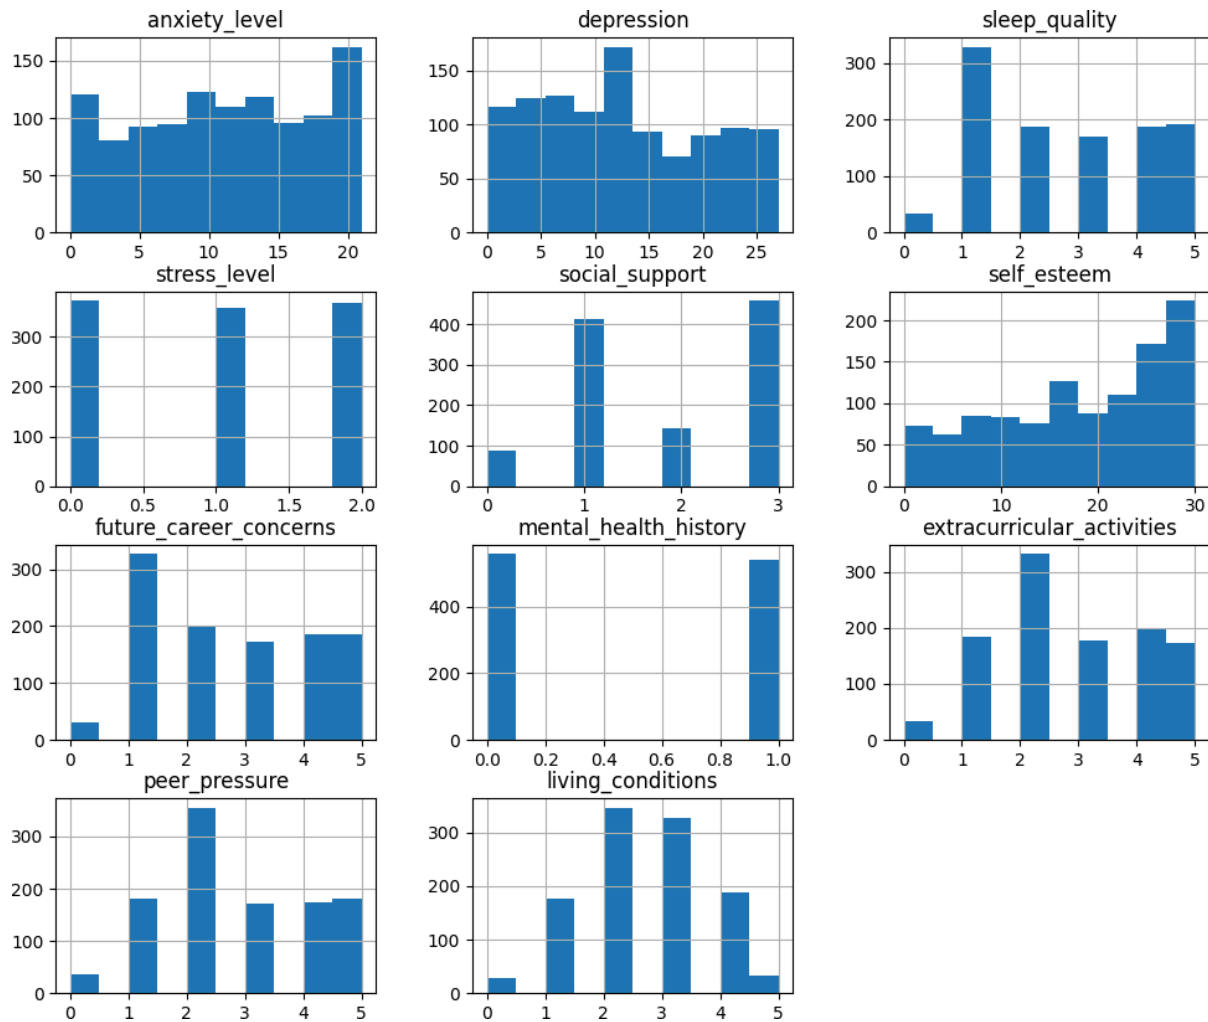 anxiety_level
150
100
50
0
0 5 10 15 20
depression
150
100
50
0
0 5 10 15 20 25
sleep_quality
300
200
100
0
0 1 2 3 4 5
stress_level
300
200
100
0
0.0 0.5 1.0 1.5 2.0
social_support
400
300
200
100
0
0 1 2 3
self_esteem
200
150
100
50
0
0 10 20 30
future_career_concerns
300
200
100
0
0 1 2 3 4 5
mental_health_history
400
200
0
0.0 0.2 0.4 0.6 0.8 1.0
extracurricular_activities
300
200
100
0
0 1 2 3 4 5
peer_pressure
300
200
100
0
0 1 2 3 4 5
living_conditions
300
200
100
0
0 1 2 3 4 5